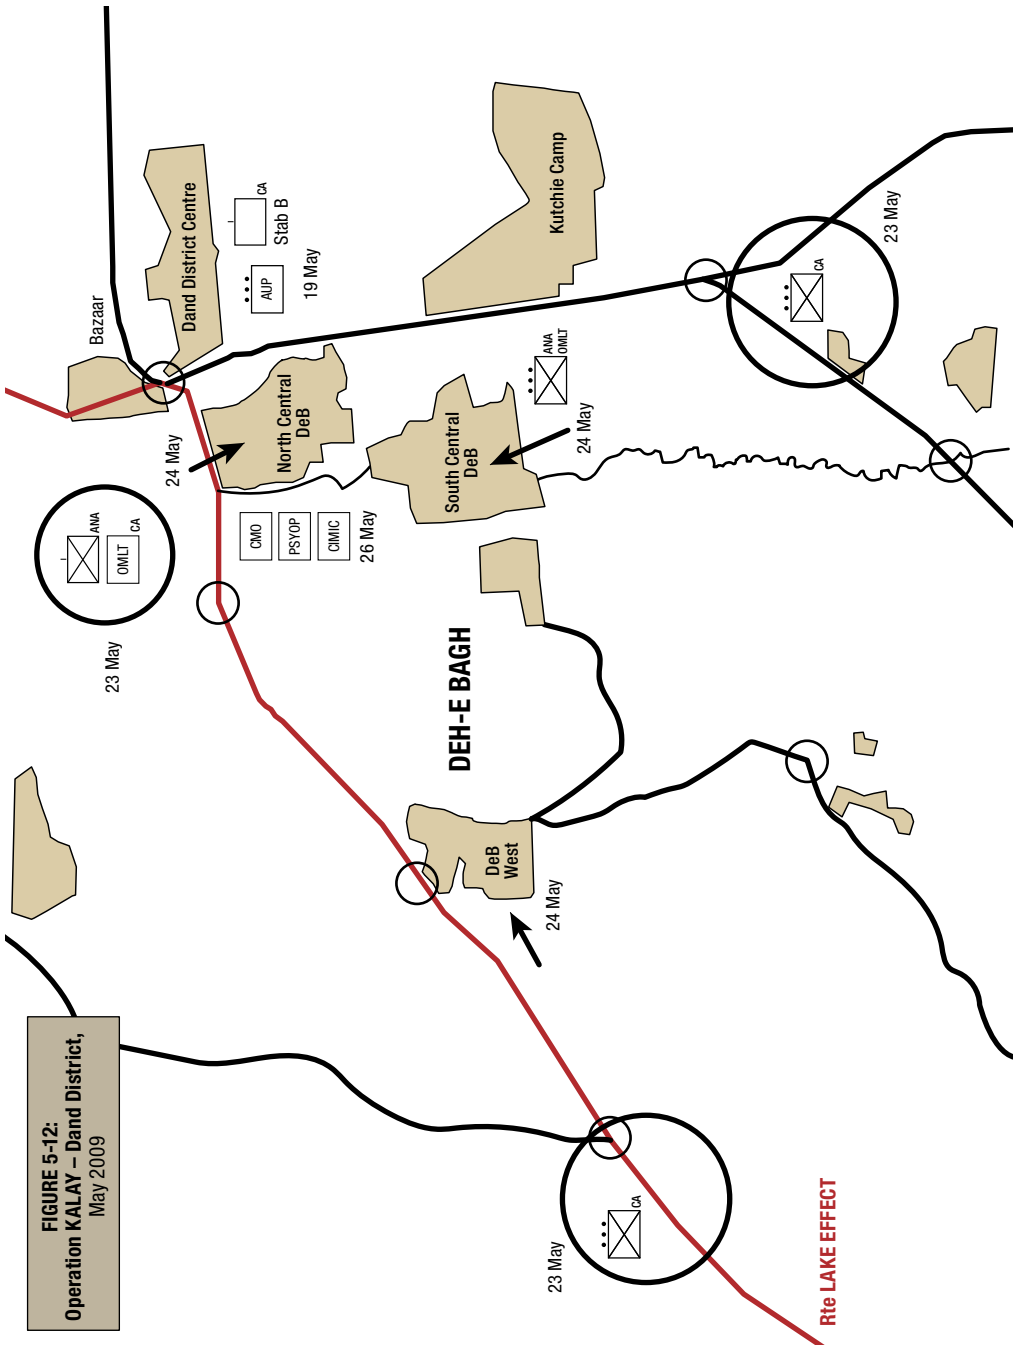 FIGURE 5-12:
Operation KALAY – Dand District,
May 2009
23 May
ANA
OMLT
CA
24 May
Bazaar
Dand District Centre
Stab B
CA
AUP
19 May
North Central
DeB
CMO
PSYOP
CIMIC
26 May
South Central
DeB
24 May
ANA
OMLT
Kutchie Camp
CA
23 May
DEH-E BAGH
DeB
West
24 May
23 May
CA
Rte LAKE EFFECT